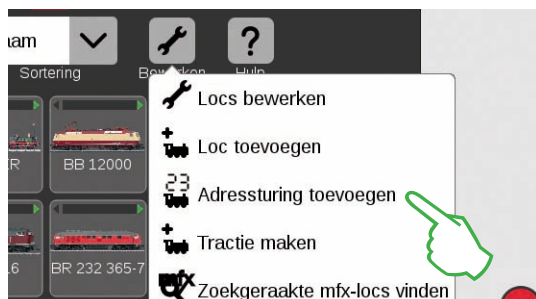 aam
Sortering
Bewerken
Hulp
?
Locs bewerken
Loc toevoegen
23
Adressturing toevoegen
Tractie maken
mfx
Zoekgeraakte mfx-locs vinden
R
BB 12000
6
BR 232 365-7